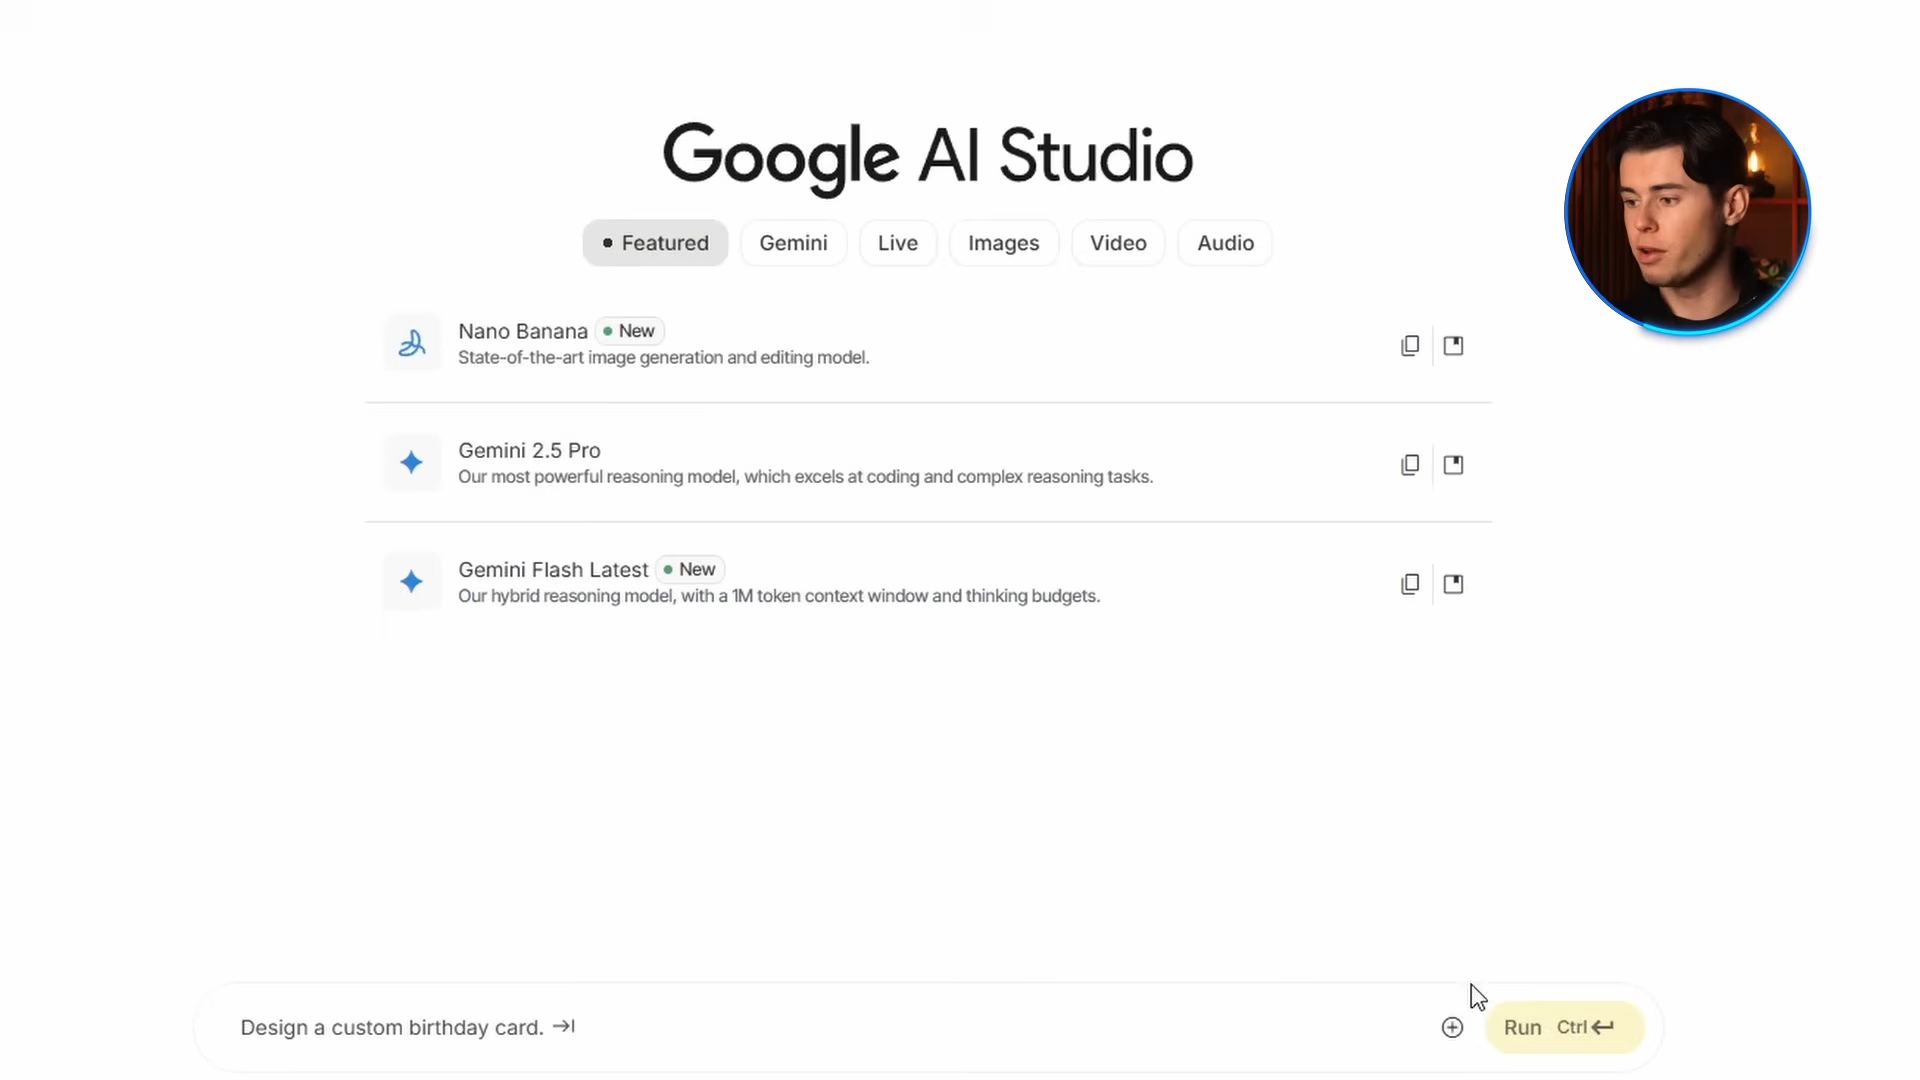 Google AI Studio
Featured Gemini Live Images Video Audio
Nano Banana New
State-of-the-art image generation and editing model.
Gemini 2.5 Pro
Our most powerful reasoning model, which excels at coding and complex reasoning tasks.
Gemini Flash Latest New
Our hybrid reasoning model, with a 1M token context window and thinking budgets.
Design a custom birthday card. Run Ctrl